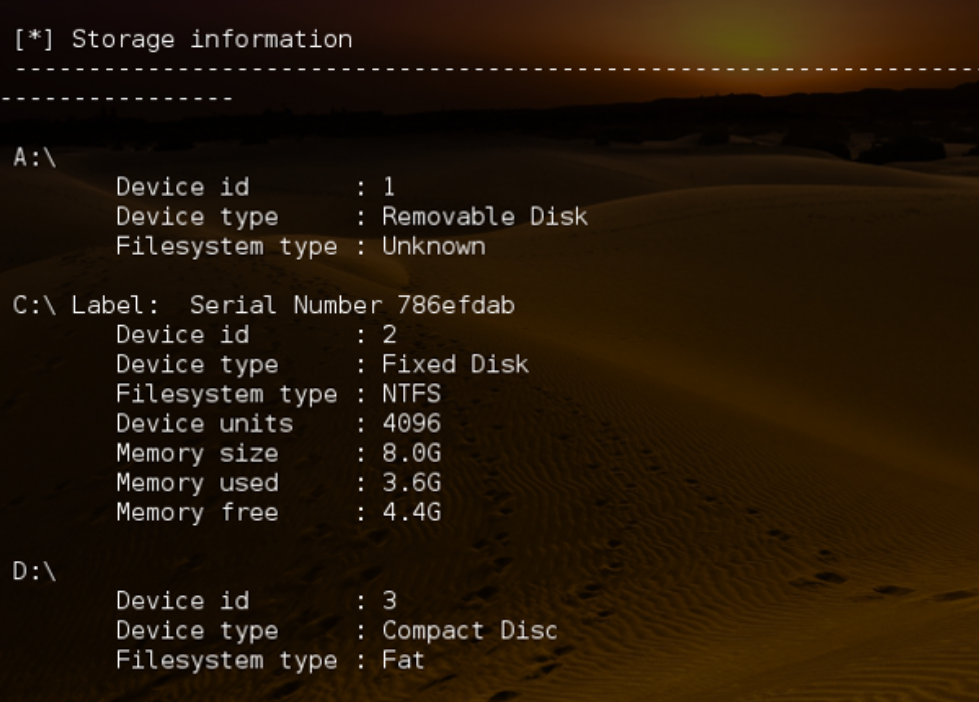 [*] Storage information
--------------------------------------------------------------------------------
----------------
A:\
Device id : 1
Device type : Removable Disk
Filesystem type : Unknown
C:\ Label:  Serial Number 786efdab
Device id : 2
Device type : Fixed Disk
Filesystem type : NTFS
Device units : 4096
Memory size : 8.0G
Memory used : 3.6G
Memory free : 4.4G
D:\
Device id : 3
Device type : Compact Disc
Filesystem type : Fat